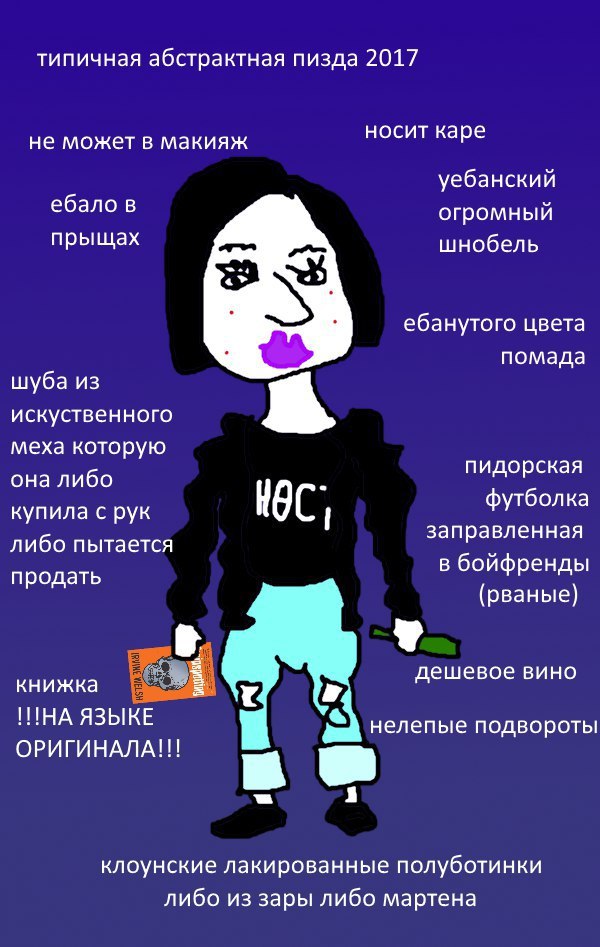 типичная абстрактная пизда 2017
не может в макияж
носит каре
ебало в
прыщах
уебанский
огромный
шнобель
ебанутого цвета
помада
шуба из
искуственного
меха которую
она либо
купила с рук
либо пытается
продать
НѲСТ
пидорская
футболка
заправленная
в бойфренды
(рваные)
книжка
!!!НА ЯЗЫКЕ
ОРИГИНАЛА!!!
IRVINE WELSH
дешевое вино
нелепые подвороты
клоунские лакированные полуботинки
либо из зары либо мартена